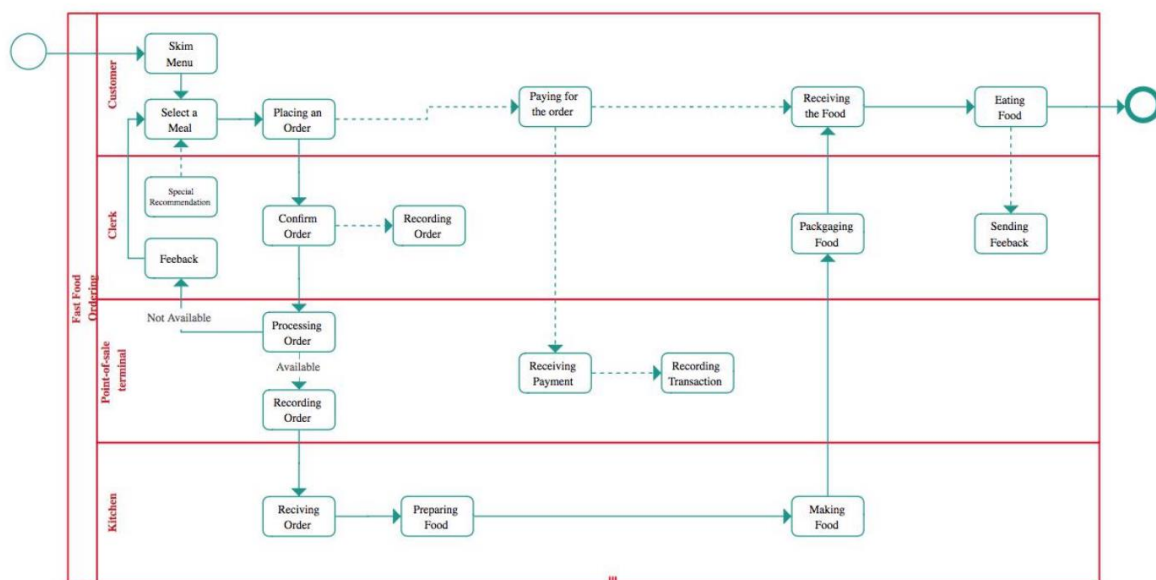 Fast Food
Ordering
Customer
Skim
Menu
Select a
Meal
Placing an
Order
Paying for
the order
Receiving
the Food
Eating
Food
Clerk
Special
Recommendation
Feeback
Confirm
Order
Recording
Order
Packgaging
Food
Sending
Feeback
Point-of-sale
terminal
Not Available
Processing
Order
Available
Recording
Order
Receiving
Payment
Recording
Transaction
Kitchen
Reciving
Order
Preparing
Food
Making
Food